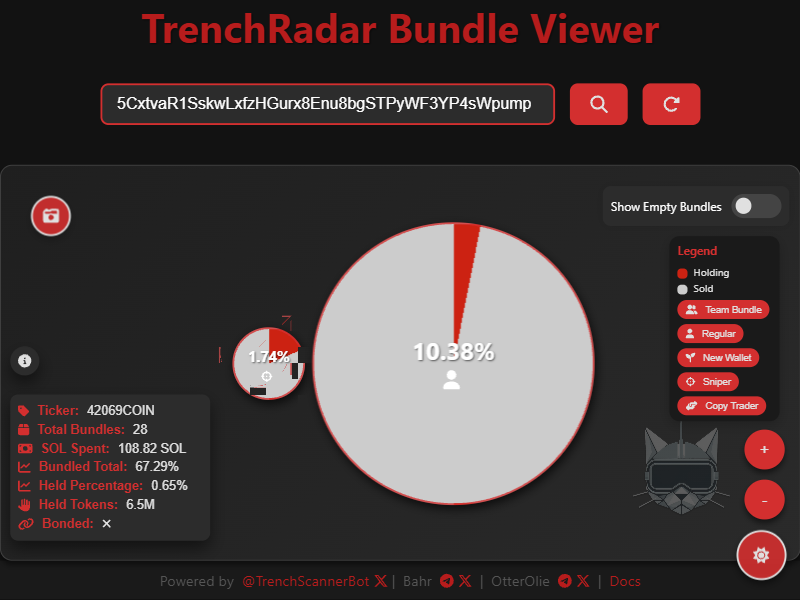 TrenchRadar Bundle Viewer
5CxtvaR1SskwLxfzHGurx8Enu8bgSTPyWF3YP4sWpump
Show Empty Bundles
Legend
Holding
Sold
Team Bundle
Regular
New Wallet
Sniper
Copy Trader
1.74%
10.38%
Ticker: 42069COIN
Total Bundles: 28
SOL Spent: 108.82 SOL
Bundled Total: 67.29%
Held Percentage: 0.65%
Held Tokens: 6.5M
Bonded: ✕
+
-
Powered by @TrenchScannerBot X | Bahr X | OtterOlie X | Docs